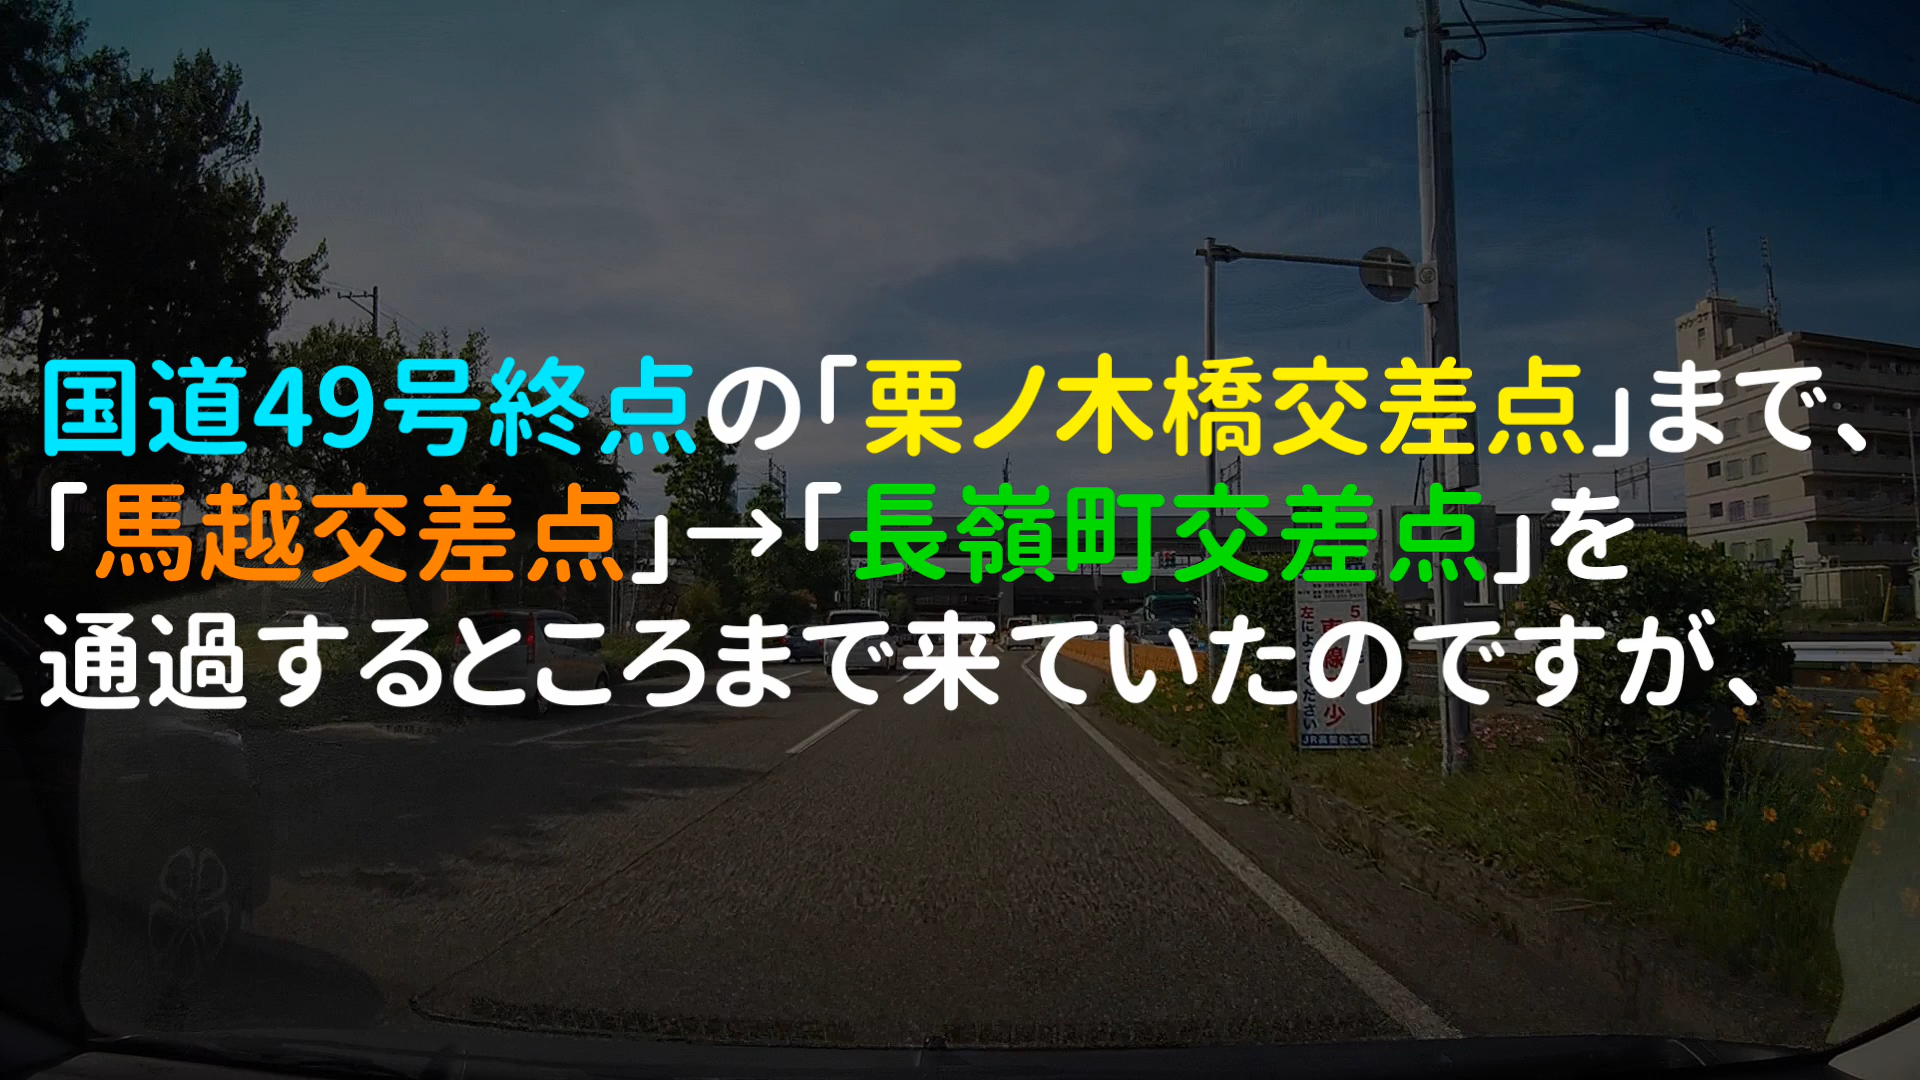 国道49号終点の「栗ノ木橋交差点」まで、
「馬越交差点」→「長嶺町交差点」を
通過するところまで来ていたのですが、